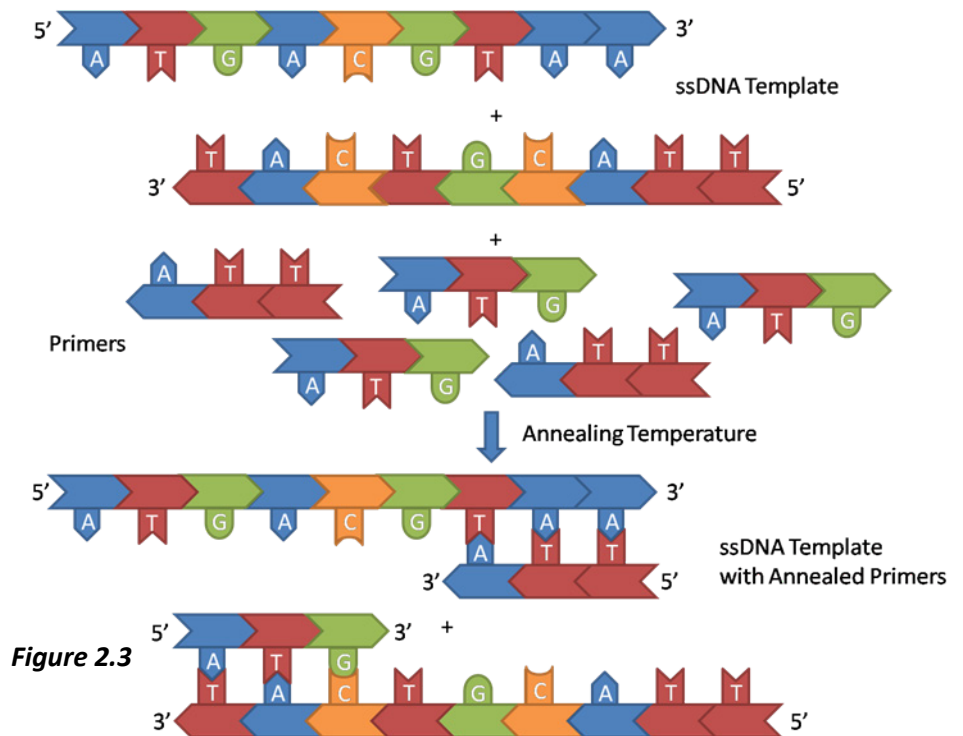 5’ 3’
A T G A C G T A A
ssDNA Template
+
T A C T G C A T T
3’ 5’
+
A T T
A T G
A T G
Primers
A T G
A T T
Annealing Temperature
5’ 3’
A T G A C G T A A
A T T
ssDNA Template
with Annealed Primers
3’ 5’
5’ 3’ +
Figure 2.3
A T G
T A C T G C A T T
3’ 5’